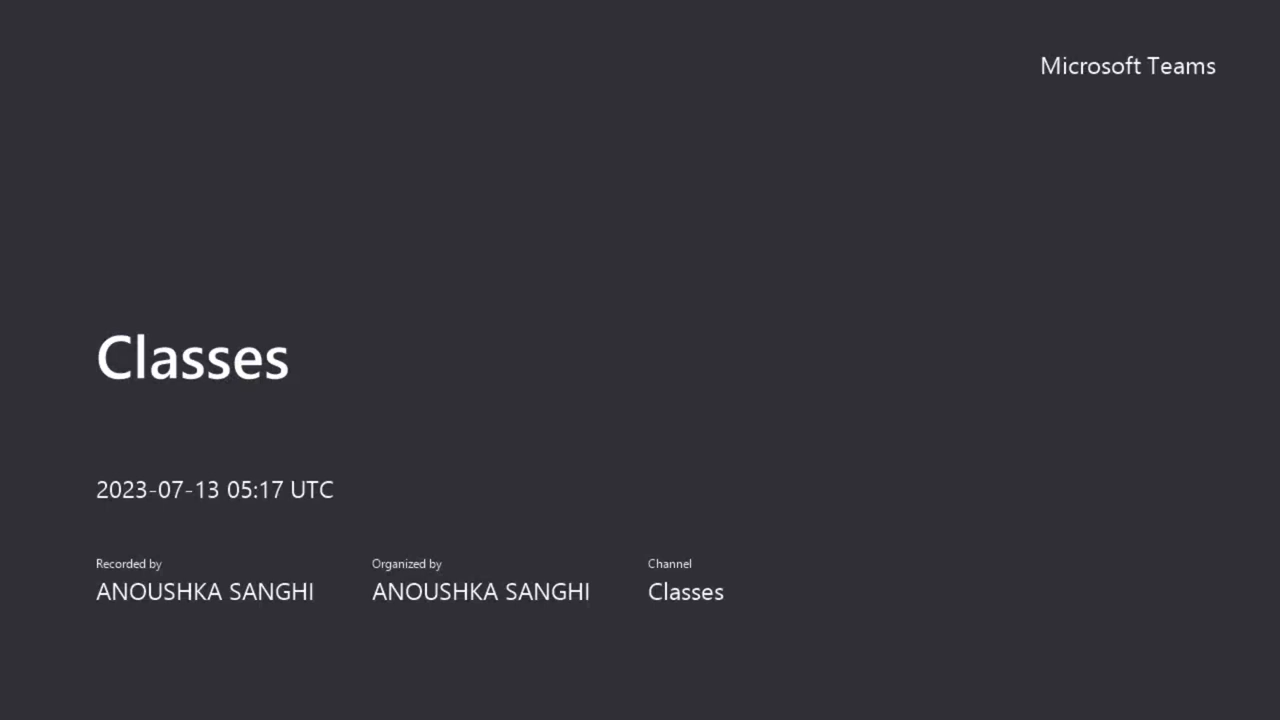 Microsoft Teams
Classes
2023-07-13 05:17 UTC
Recorded by
ANOUSHKA SANGHI
Organized by
ANOUSHKA SANGHI
Channel
Classes